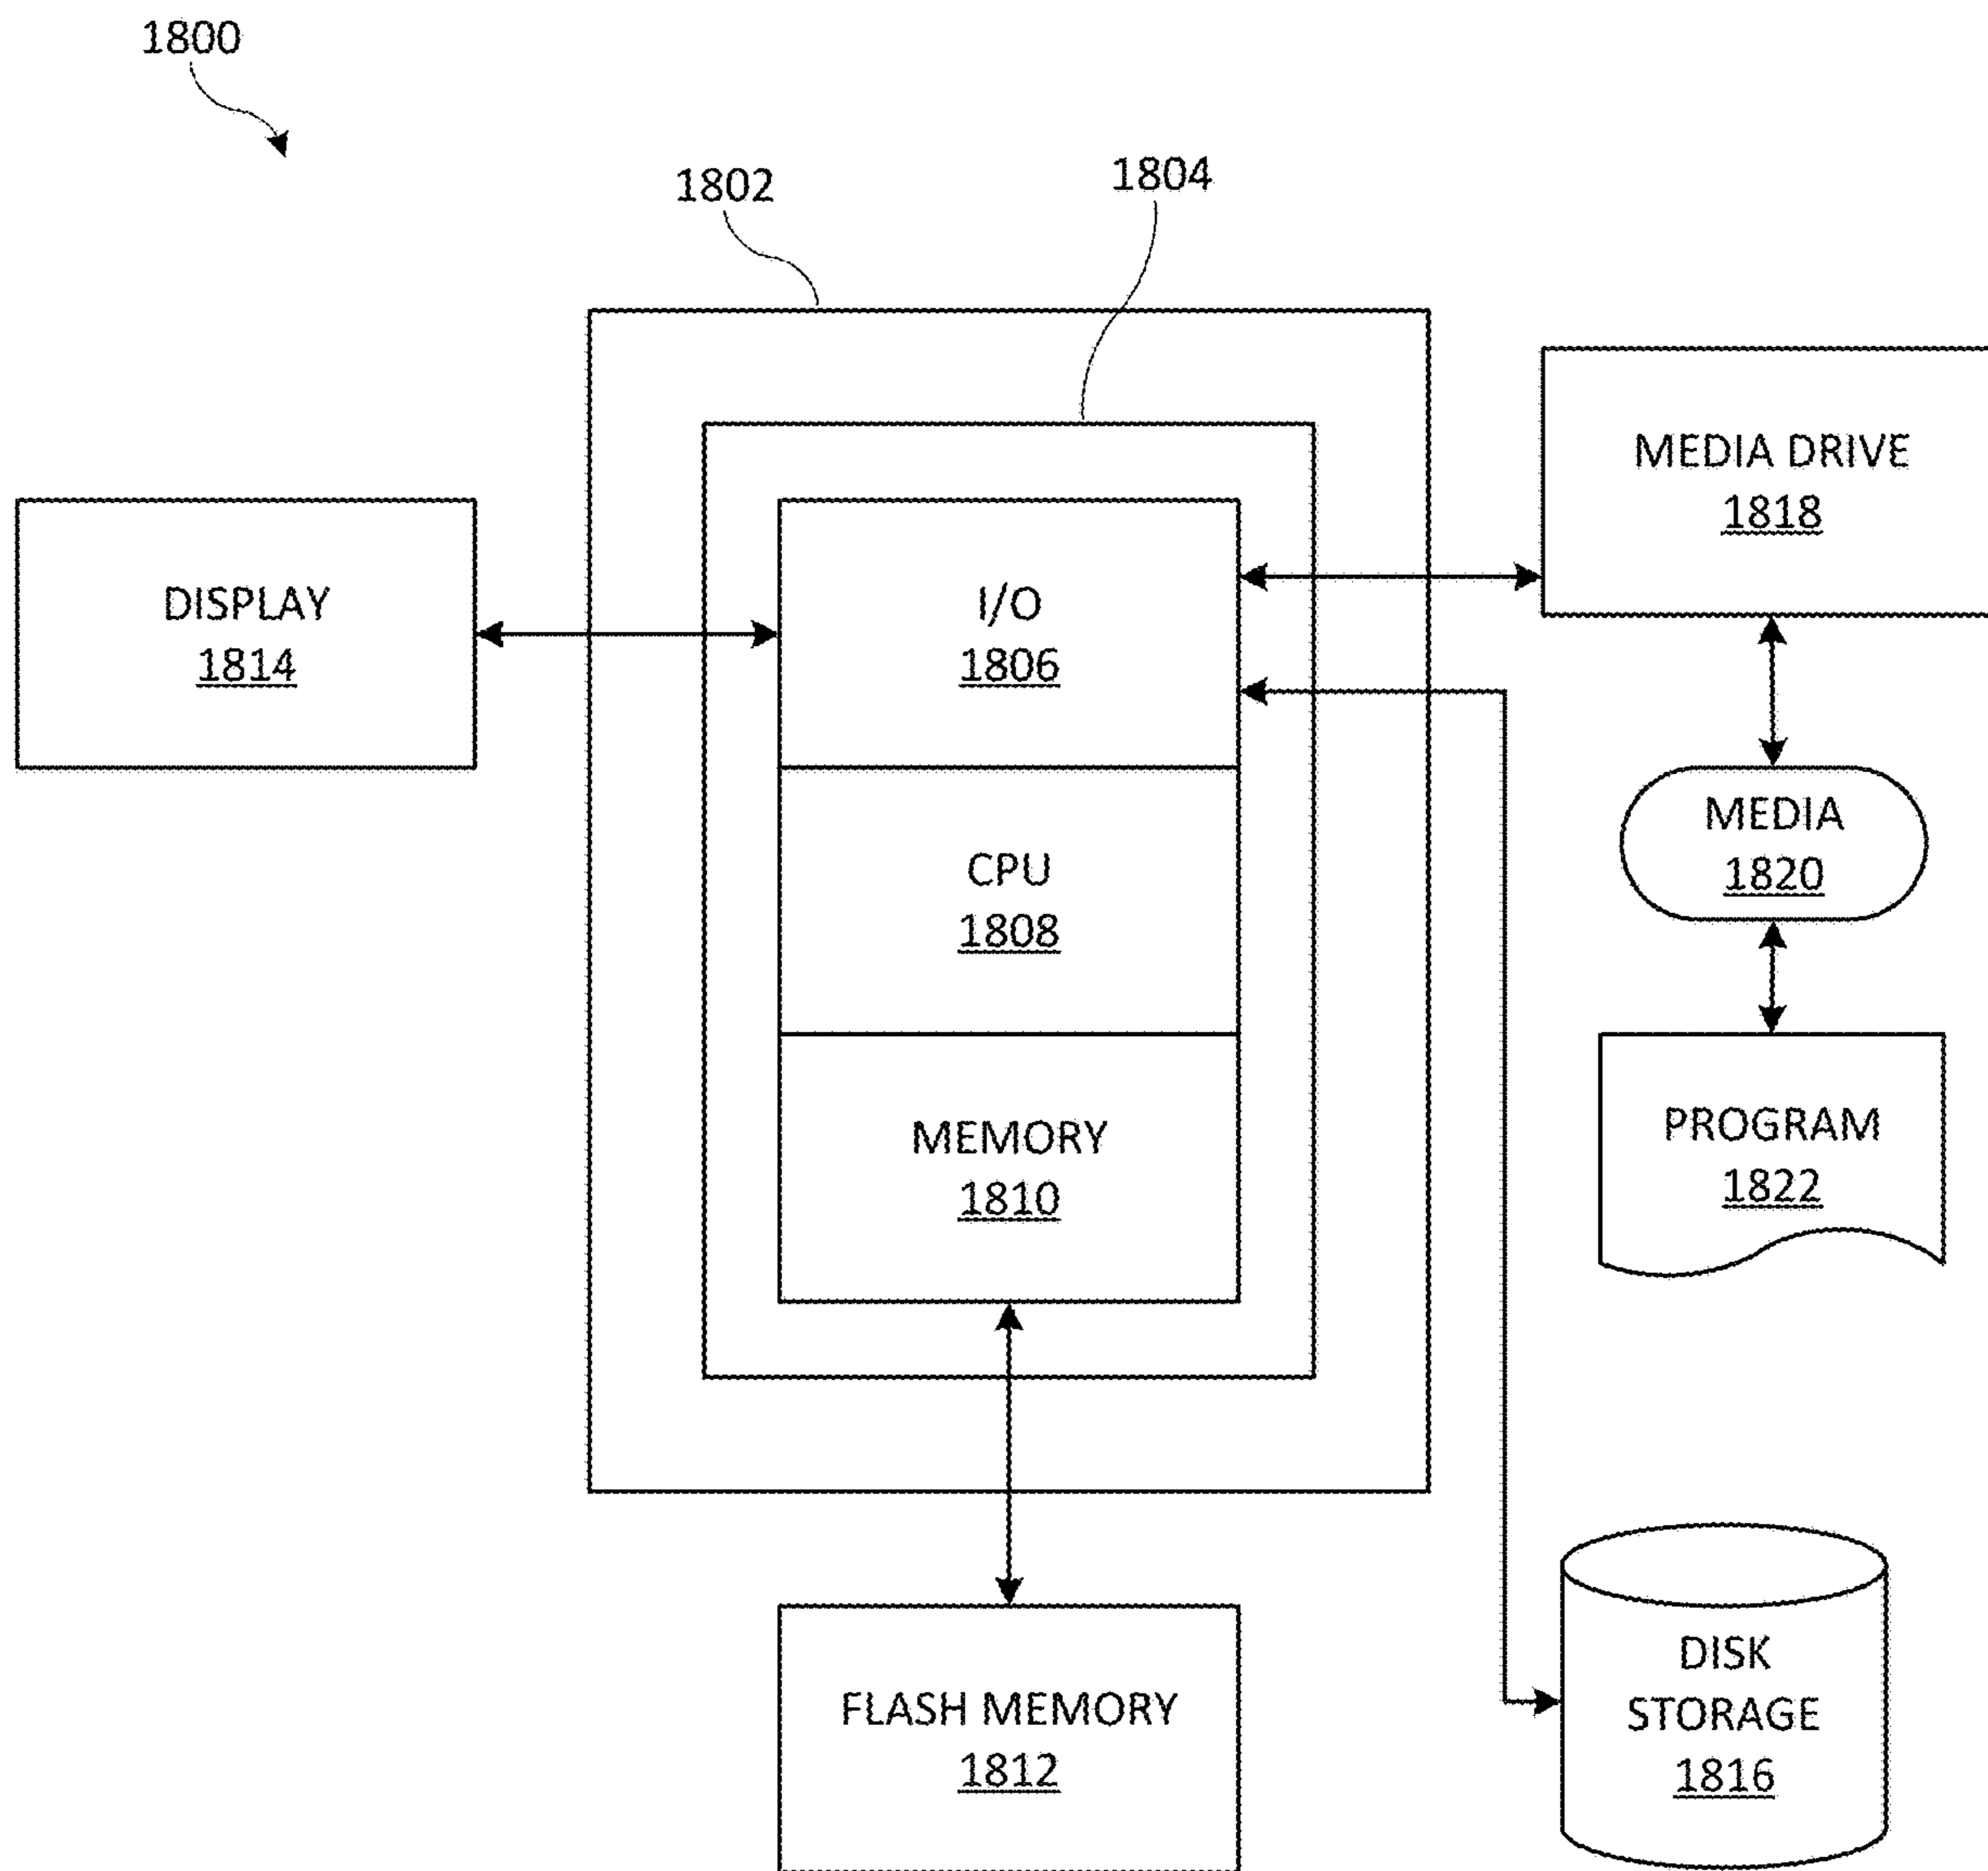 1800
1802
1804
MEDIA DRIVE
1818
DISPLAY
1814
I/O
1806
MEDIA
1820
CPU
1808
PROGRAM
1822
MEMORY
1810
DISK
STORAGE
1816
FLASH MEMORY
1812